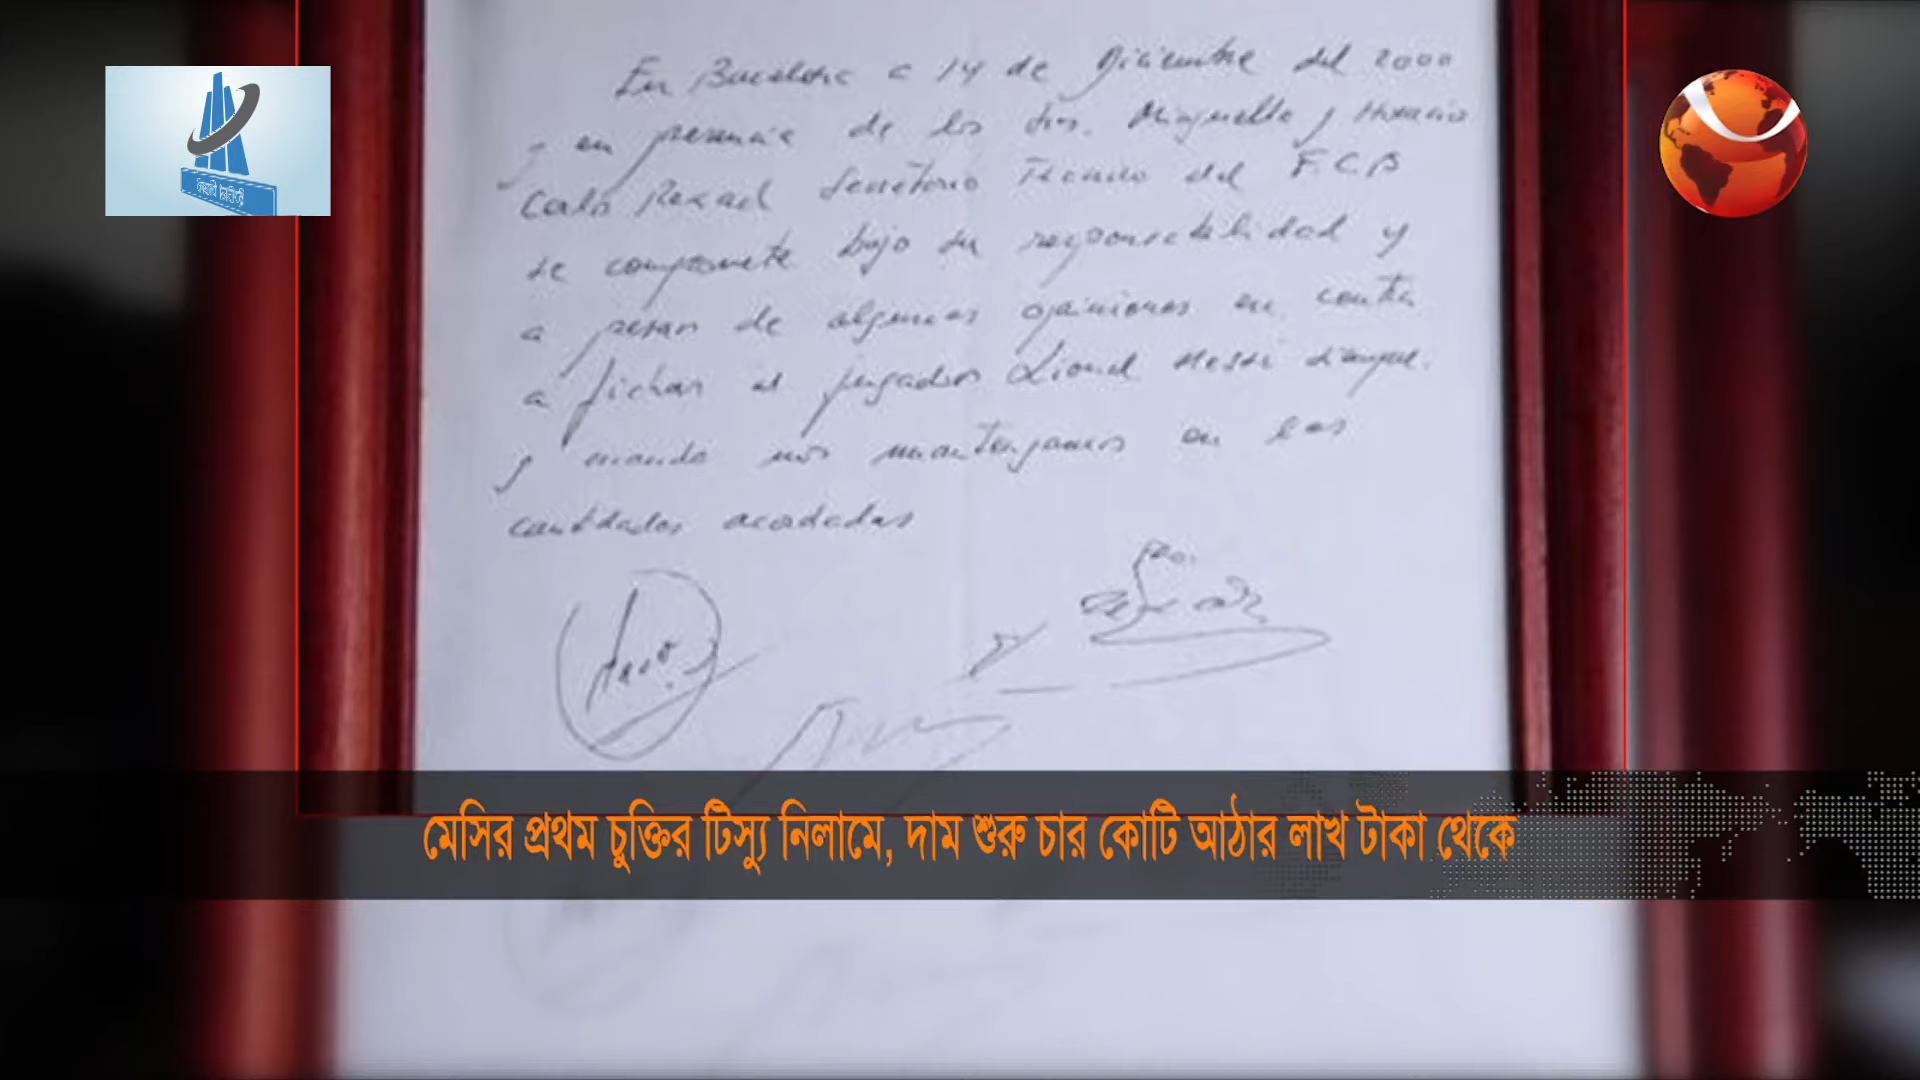 En Barcelona a 14 de Diciembre del 2000
y en presencia de los Sres. Minguella y Horacio
Carlos Rexach Secretario Técnico del F.C.B
se compromete bajo su responsabilidad y
a pesar de algunas opiniones en contra
a fichar al jugador Lionel Messi
y cuando nos mantengamos en las
cantidades acordadas
মেসির প্রথম চুক্তির টিস্যু নিলামে, দাম শুরু চার কোটি আঠার লাখ টাকা থেকে